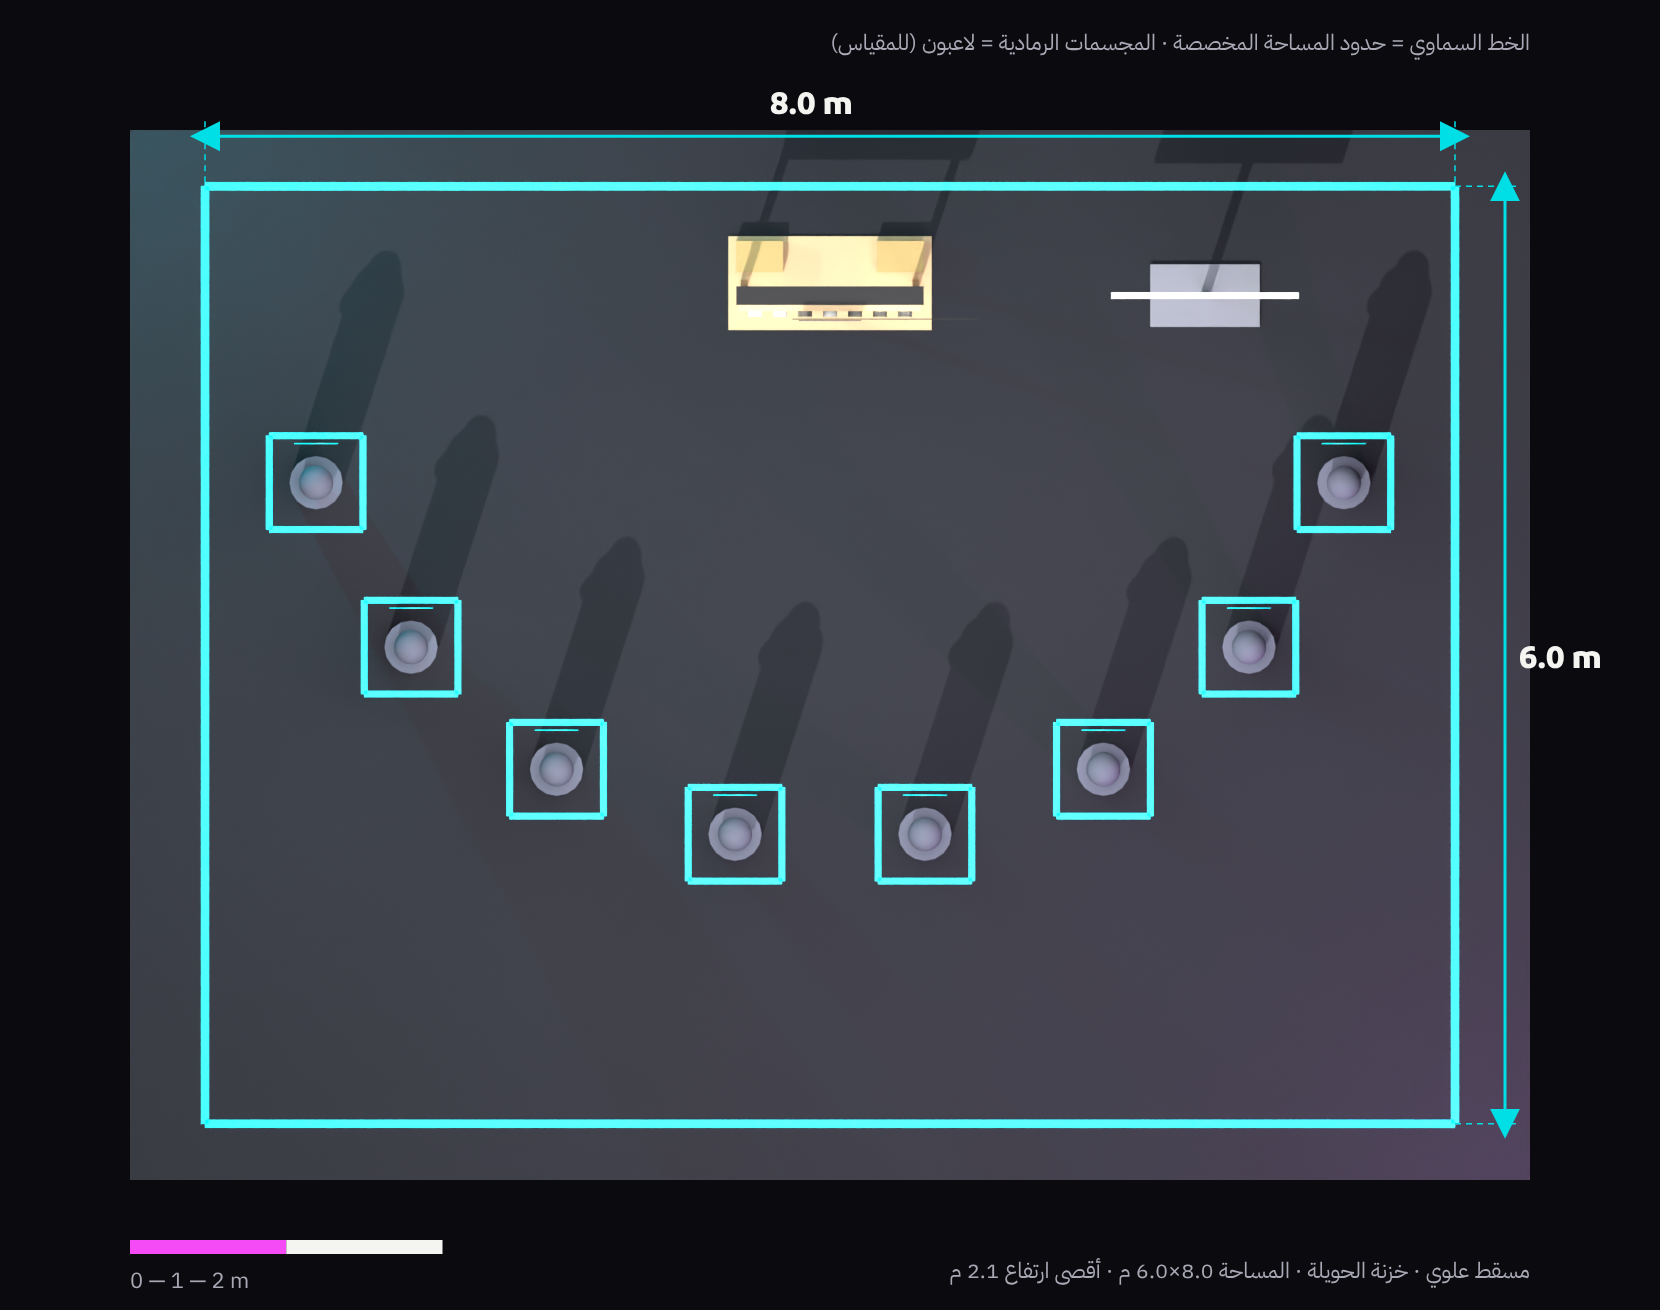 الخط السماوي = حدود المساحة المخصصة · المجسمات الرمادية = لاعبون (للمقياس)
8.0 m
6.0 m
0 — 1 — 2 m
مسقط علوي · خزنة الحويلة · المساحة 8.0×6.0 م · أقصى ارتفاع 2.1 م